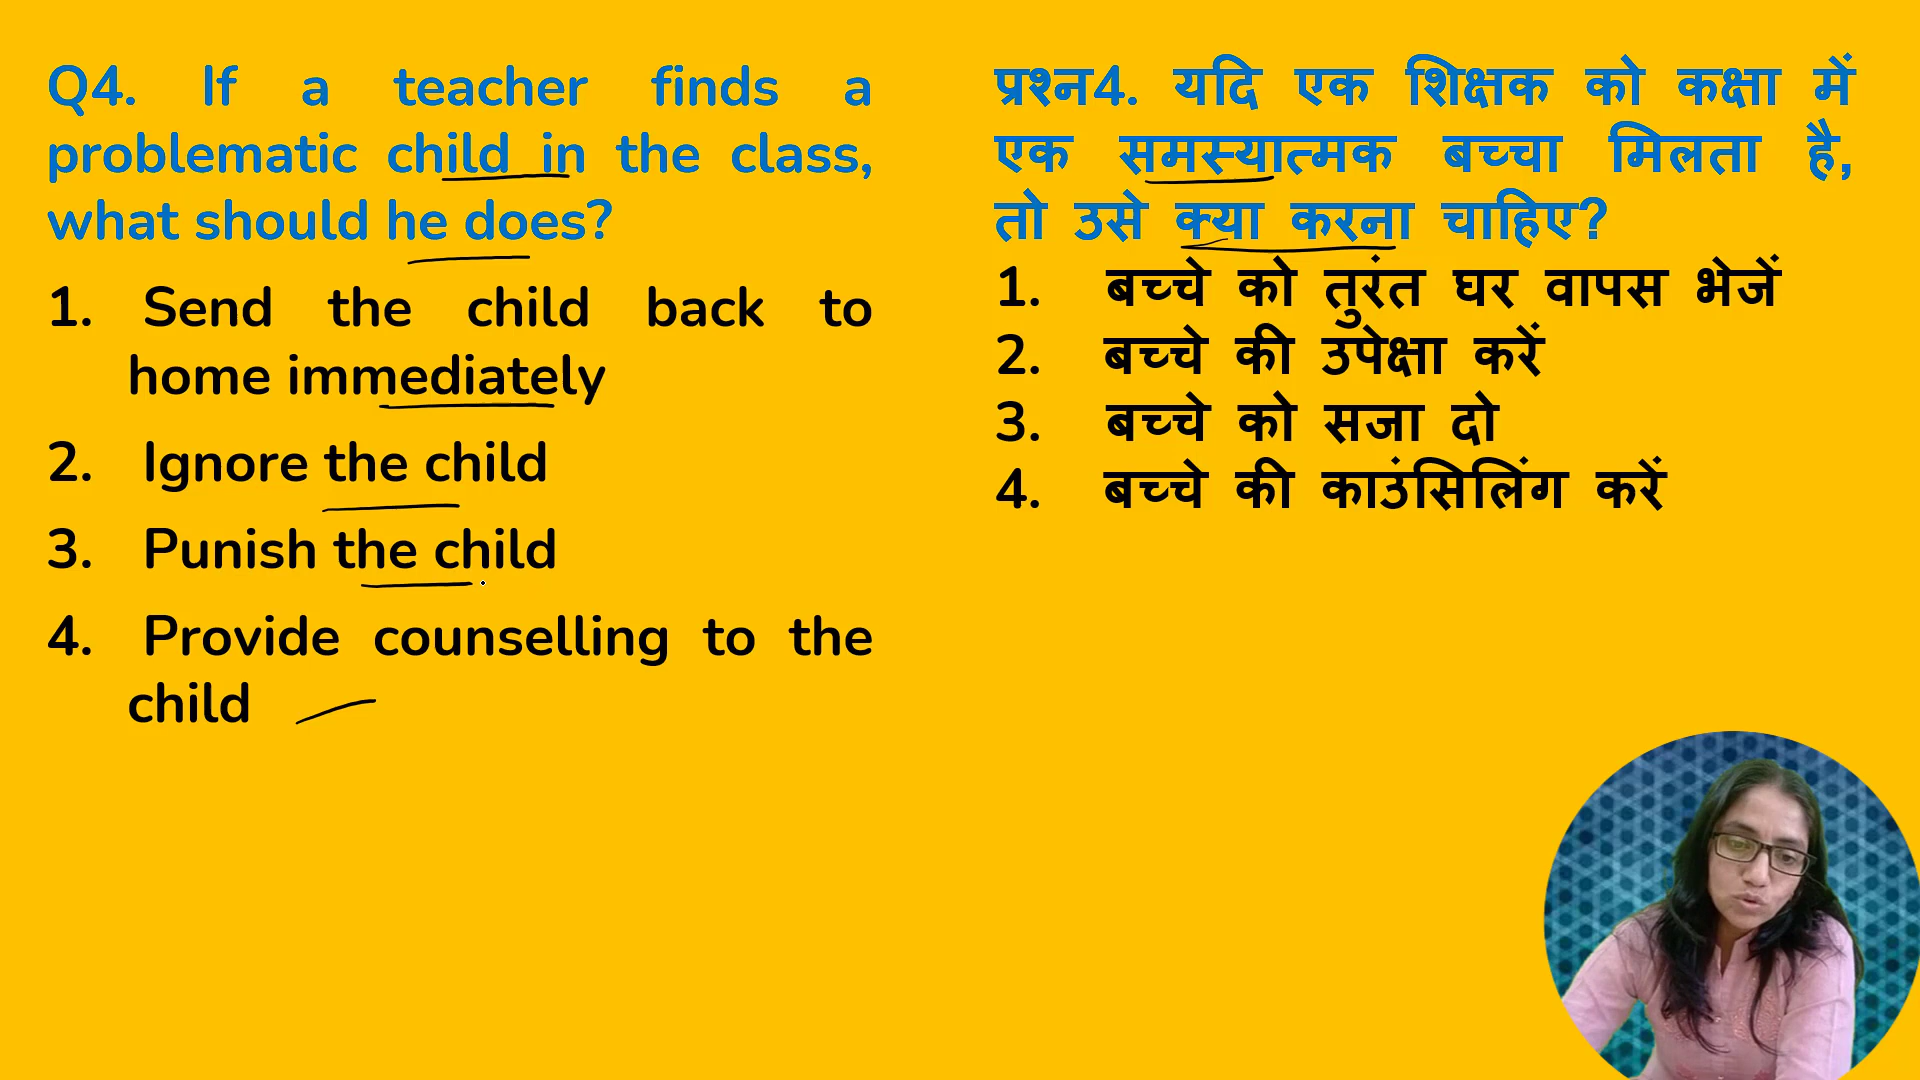 Q4. If a teacher finds a
problematic child in the class,
what should he does?
1. Send the child back to
home immediately
2. Ignore the child
3. Punish the child
4. Provide counselling to the
child
प्रश्न4. यदि एक शिक्षक को कक्षा में
एक समस्यात्मक बच्चा मिलता है,
तो उसे क्या करना चाहिए?
1. बच्चे को तुरंत घर वापस भेजें
2. बच्चे की उपेक्षा करें
3. बच्चे को सजा दो
4. बच्चे की काउंसिलिंग करें